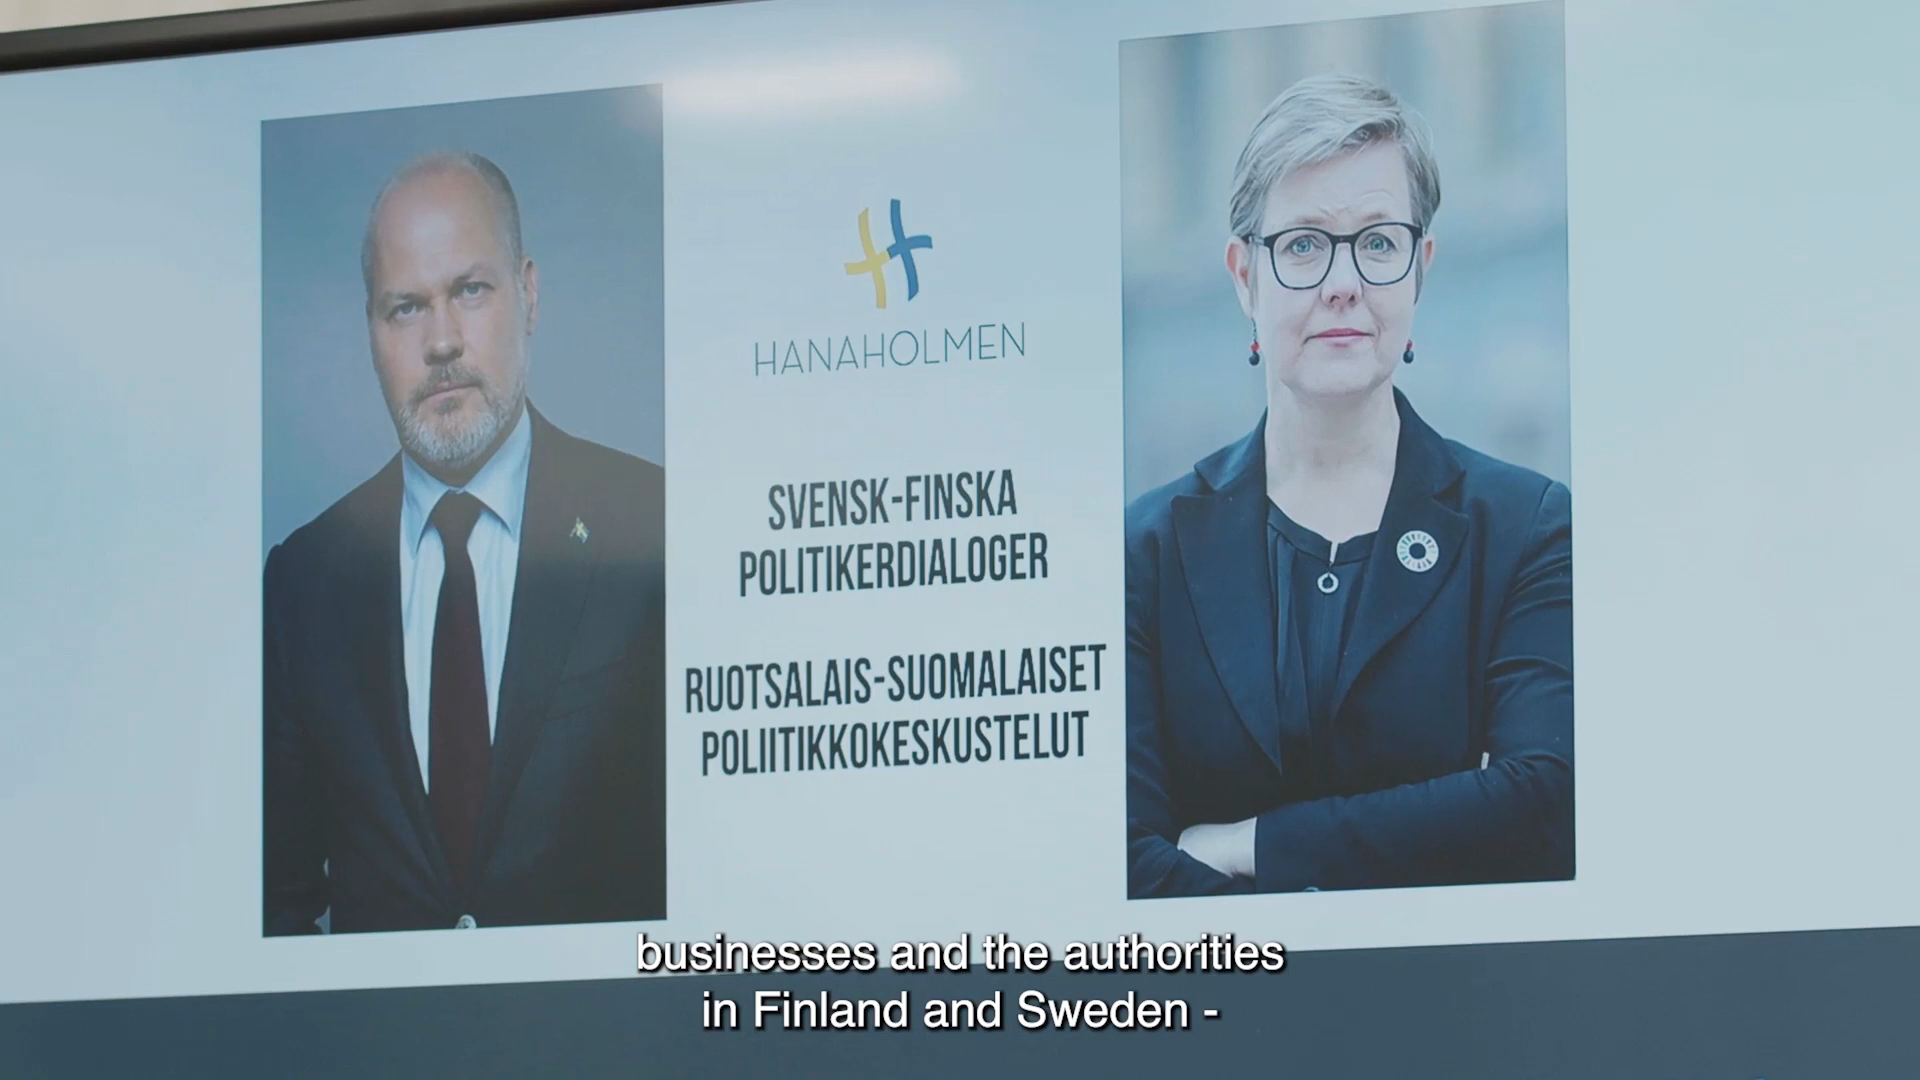 HANAHOLMEN
SVENSK-FINSKA
POLITIKERDIALOGER
RUOTSALAIS-SUOMALAISET
POLIITIKKOKESKUSTELUT
businesses and the authorities
in Finland and Sweden -